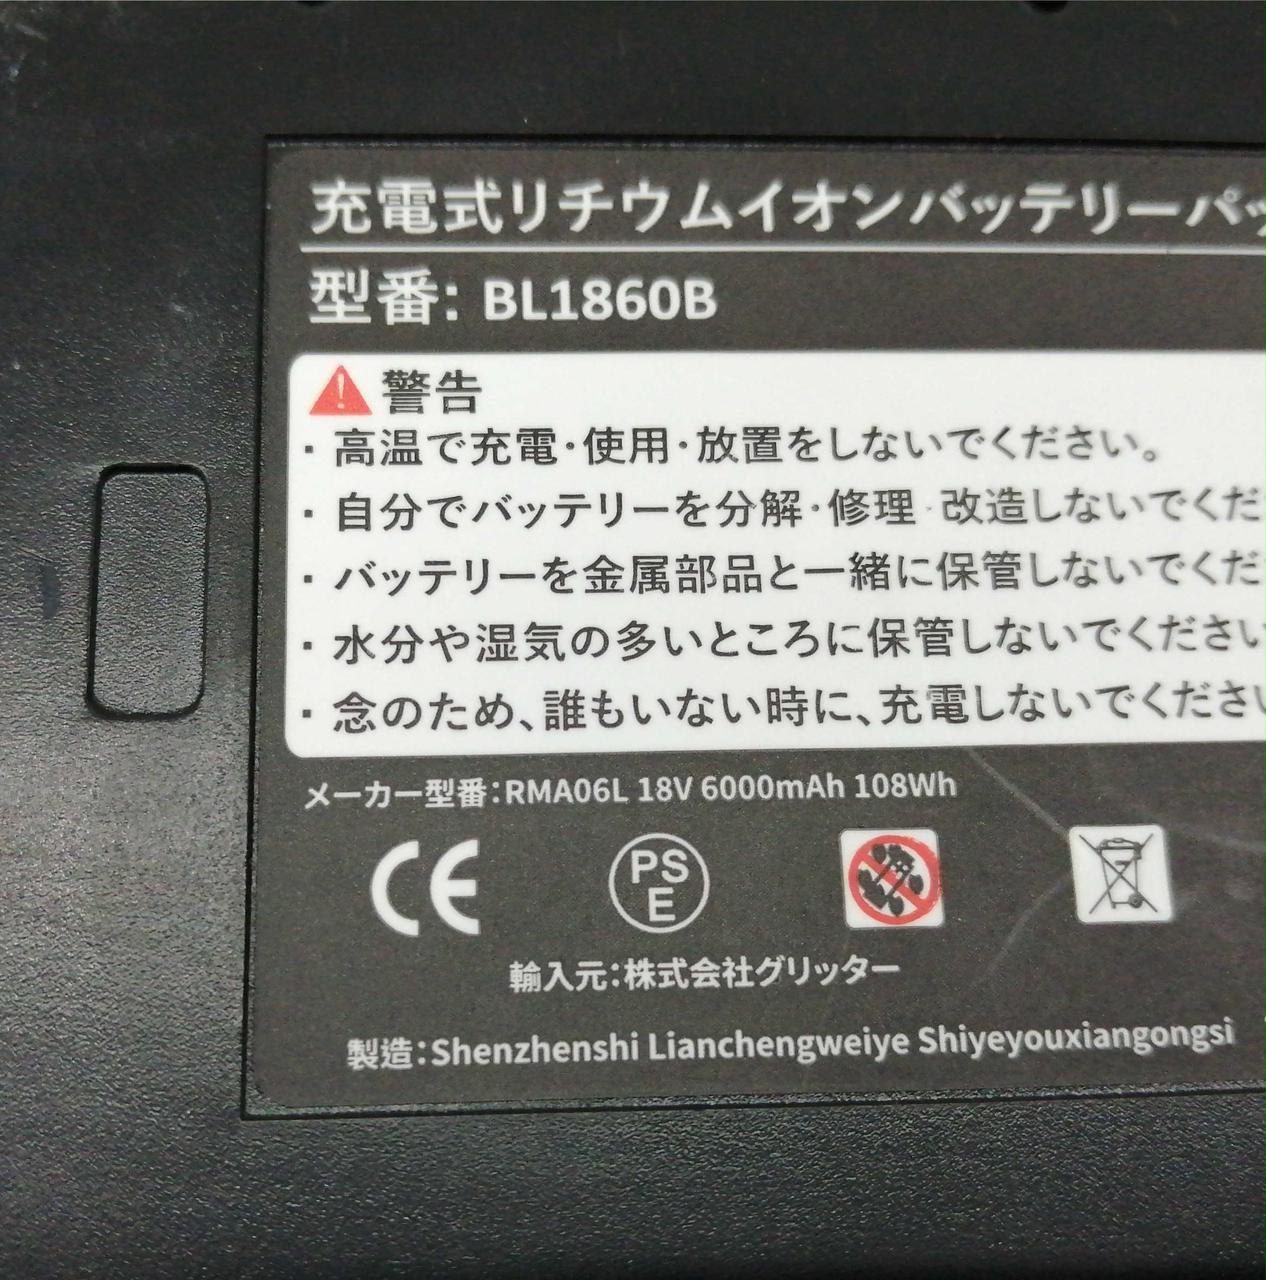 充電式リチウムイオンバッテリーパッ
型番: BL1860B
警告
・高温で充電・使用・放置をしないでください。
・自分でバッテリーを分解・修理・改造しないでくだ
・バッテリーを金属部品と一緒に保管しないでくだ
・水分や湿気の多いところに保管しないでください
・念のため、誰もいない時に、充電しないでください
メーカー型番:RMA06L 18V 6000mAh 108Wh
CE PSE
輸入元:株式会社グリッター
製造:Shenzhenshi Lianchengweiye Shiyeyouxiangongsi